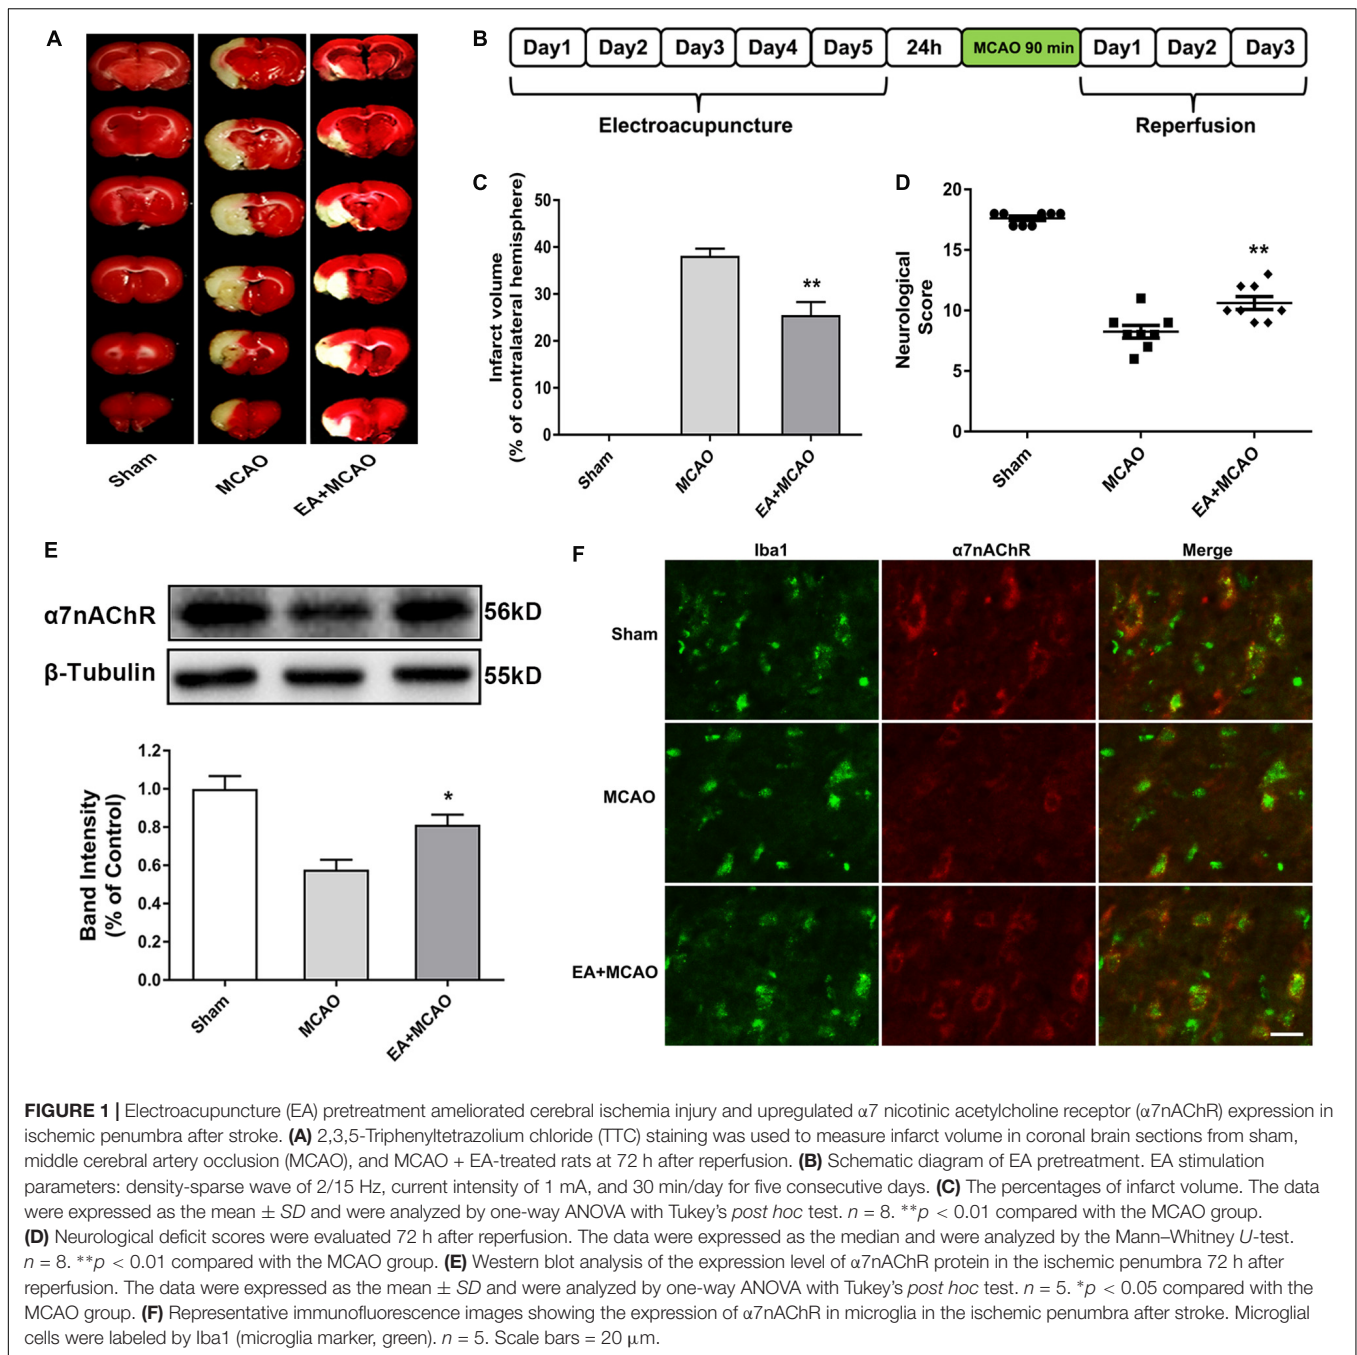 A
Sham
MCAO
EA+MCAO
B
Day1 Day2 Day3 Day4 Day5 24h MCAO 90 min Day1 Day2 Day3
Electroacupuncture
Reperfusion
C
Infarct volume
(% of contralateral hemisphere)
50
40
30
20
10
0
**
Sham
MCAO
EA+MCAO
D
Neurological
Score
20
15
10
5
0
**
Sham
MCAO
EA+MCAO
E
α7nAChR 56kD
β-Tubulin 55kD
Band Intensity
(% of Control)
1.2
1.0
0.8
0.6
0.4
0.2
0.0
*
Sham
MCAO
EA+MCAO
F
Iba1 α7nAChR Merge
Sham
MCAO
EA+MCAO
FIGURE 1 | Electroacupuncture (EA) pretreatment ameliorated cerebral ischemia injury and upregulated α7 nicotinic acetylcholine receptor (α7nAChR) expression in
ischemic penumbra after stroke. (A) 2,3,5-Triphenyltetrazolium chloride (TTC) staining was used to measure infarct volume in coronal brain sections from sham,
middle cerebral artery occlusion (MCAO), and MCAO + EA-treated rats at 72 h after reperfusion. (B) Schematic diagram of EA pretreatment. EA stimulation
parameters: density-sparse wave of 2/15 Hz, current intensity of 1 mA, and 30 min/day for five consecutive days. (C) The percentages of infarct volume. The data
were expressed as the mean ± SD and were analyzed by one-way ANOVA with Tukey's post hoc test. n = 8. **p < 0.01 compared with the MCAO group.
(D) Neurological deficit scores were evaluated 72 h after reperfusion. The data were expressed as the median and were analyzed by the Mann–Whitney U-test.
n = 8. **p < 0.01 compared with the MCAO group. (E) Western blot analysis of the expression level of α7nAChR protein in the ischemic penumbra 72 h after
reperfusion. The data were expressed as the mean ± SD and were analyzed by one-way ANOVA with Tukey's post hoc test. n = 5. *p < 0.05 compared with the
MCAO group. (F) Representative immunofluorescence images showing the expression of α7nAChR in microglia in the ischemic penumbra after stroke. Microglial
cells were labeled by Iba1 (microglia marker, green). n = 5. Scale bars = 20 μm.